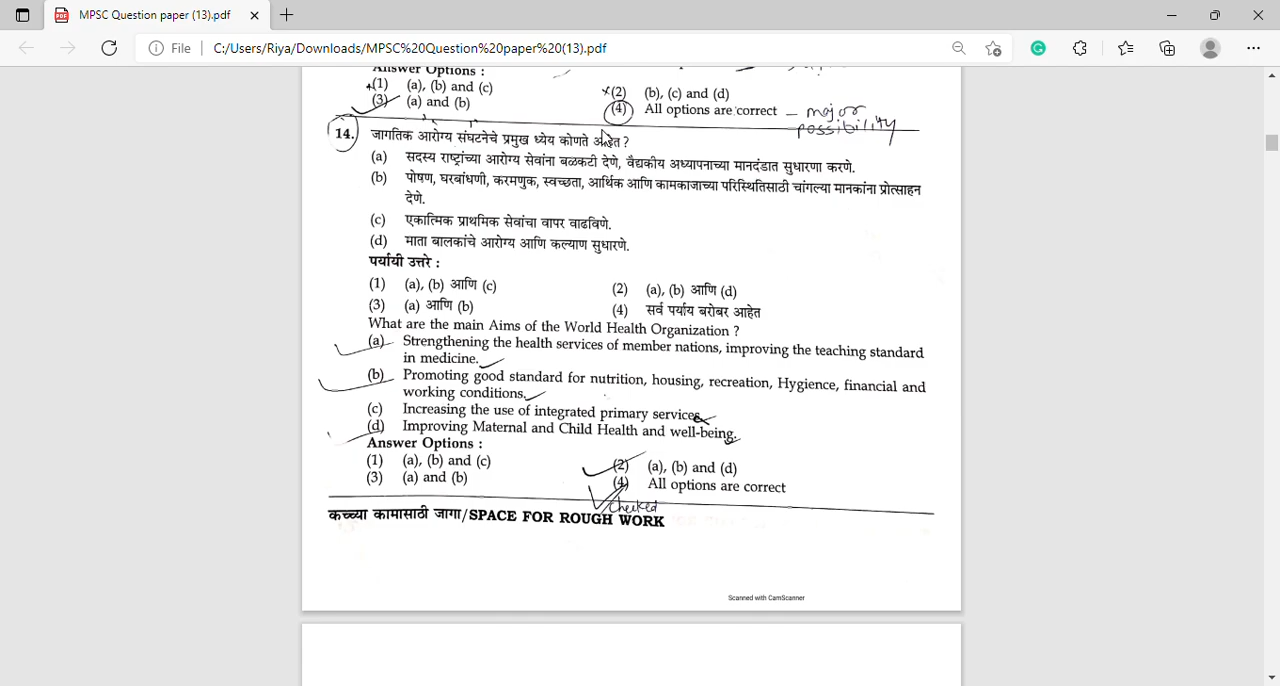 MPSC Question paper (13).pdf
File C:/Users/Riya/Downloads/MPSC%20Question%20paper%20(13).pdf
Answer Options :
(1) (a), (b) and (c) (2) (b), (c) and (d)
(3) (a) and (b) (4) All options are correct – major
possibility
14. जागतिक आरोग्य संघटनेचे प्रमुख ध्येय कोणते आहेत ?
(a) सदस्य राष्ट्रांच्या आरोग्य सेवांना बळकटी देणे, वैद्यकीय अध्यापनाच्या मानदंडात सुधारणा करणे.
(b) पोषण, घरबांधणी, करमणुक, स्वच्छता, आर्थिक आणि कामकाजाच्या परिस्थितिसाठी चांगल्या मानकांना प्रोत्साहन
देणे.
(c) एकात्मिक प्राथमिक सेवांचा वापर वाढविणे.
(d) माता बालकांचे आरोग्य आणि कल्याण सुधारणे.
पर्यायी उत्तरे :
(1) (a), (b) आणि (c) (2) (a), (b) आणि (d)
(3) (a) आणि (b) (4) सर्व पर्याय बरोबर आहेत
What are the main Aims of the World Health Organization ?
(a) Strengthening the health services of member nations, improving the teaching standard
in medicine.
(b) Promoting good standard for nutrition, housing, recreation, Hygience, financial and
working conditions.
(c) Increasing the use of integrated primary services.
(d) Improving Maternal and Child Health and well-being.
Answer Options :
(1) (a), (b) and (c) (2) (a), (b) and (d)
(3) (a) and (b) (4) All options are correct
Checked
कच्च्या कामासाठी जागा/SPACE FOR ROUGH WORK
Scanned with CamScanner